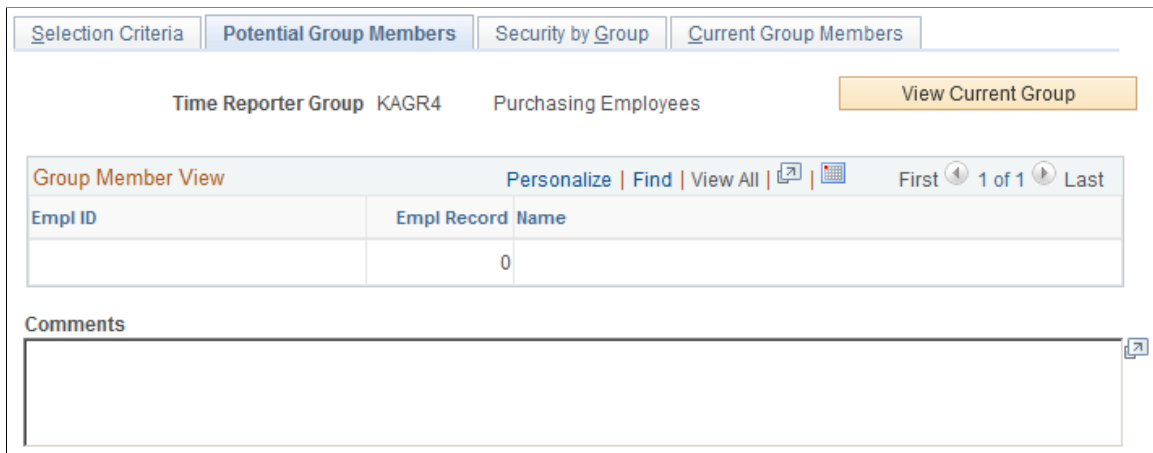 Selection Criteria Potential Group Members Security by Group Current Group Members
Time Reporter Group KAGR4 Purchasing Employees View Current Group
Group Member View Personalize | Find | View All | | First 1 of 1 Last
Empl ID Empl Record Name
0
Comments